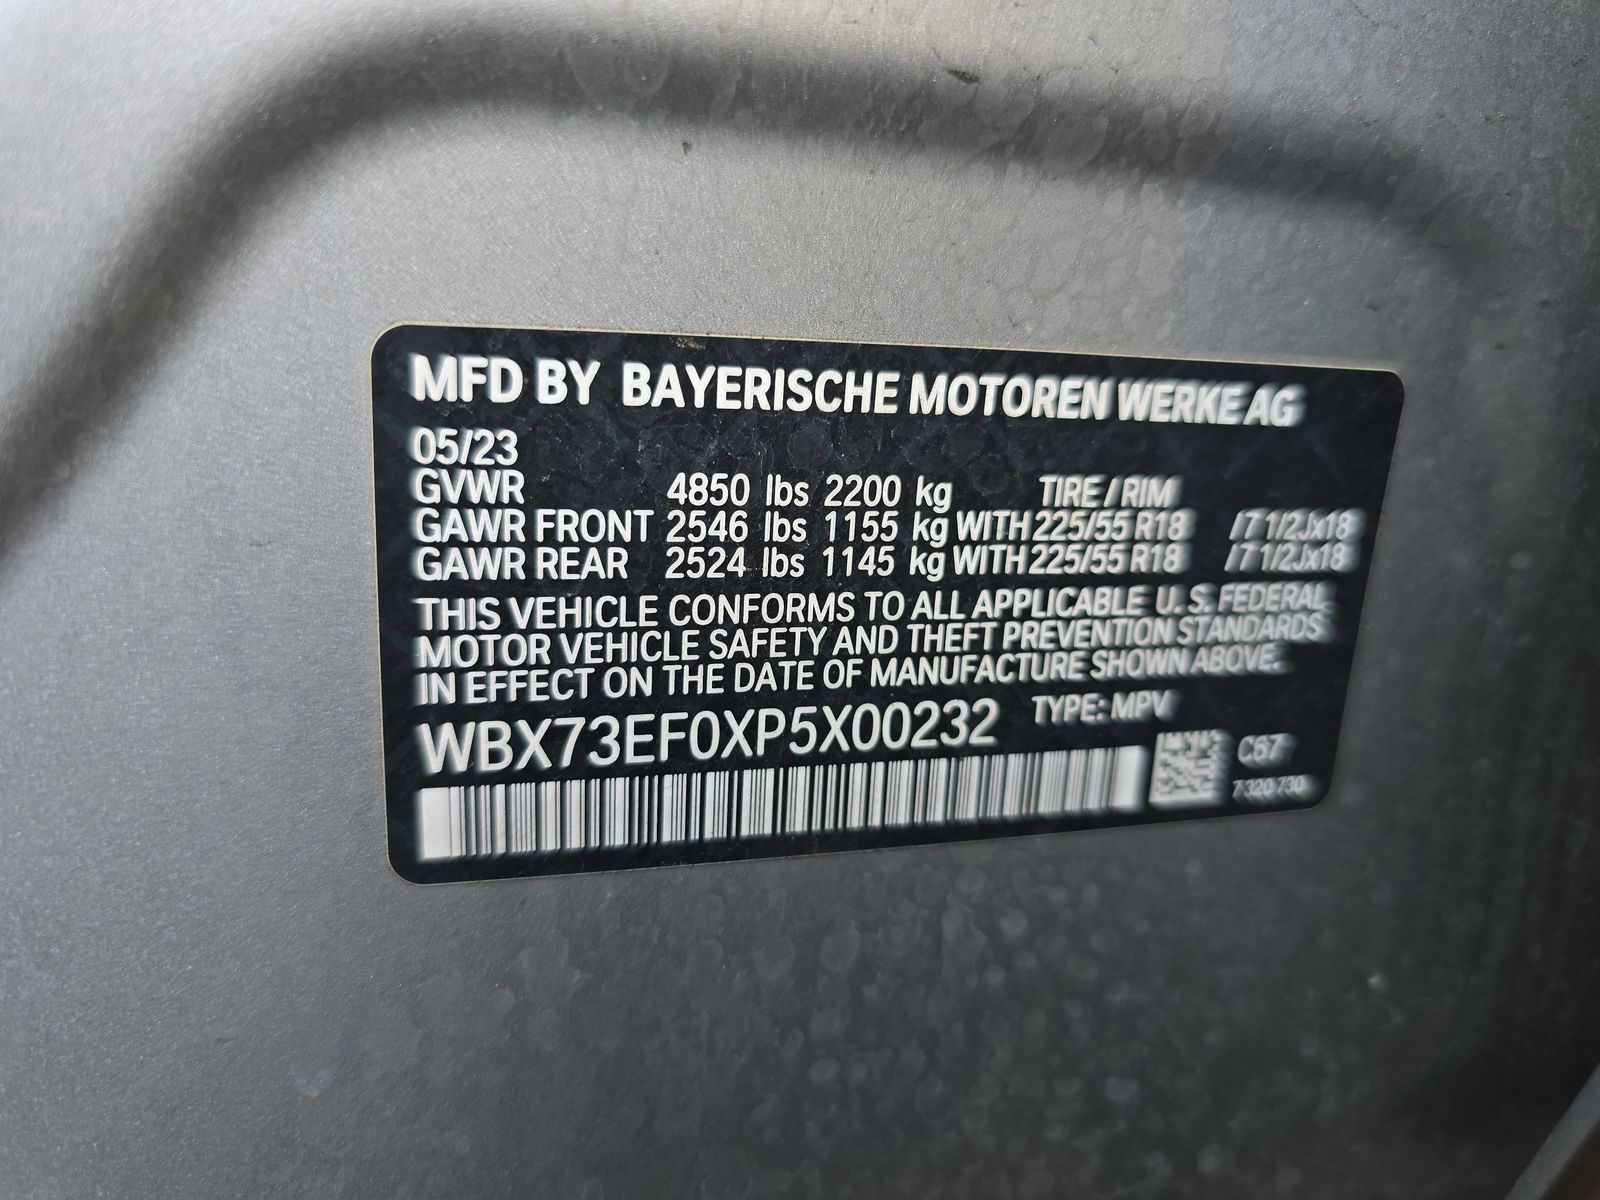 MFD BY BAYERISCHE MOTOREN WERKE AG
05/23
GVWR 4850 lbs 2200 kg TIRE / RIM
GAWR FRONT 2546 lbs 1155 kg WITH 225/55 R18 /7 1/2Jx18
GAWR REAR 2524 lbs 1145 kg WITH 225/55 R18 /7 1/2Jx18
THIS VEHICLE CONFORMS TO ALL APPLICABLE U. S. FEDERAL
MOTOR VEHICLE SAFETY AND THEFT PREVENTION STANDARDS
IN EFFECT ON THE DATE OF MANUFACTURE SHOWN ABOVE.
WBX73EF0XP5X00232 TYPE: MPV
C67
7 320 730